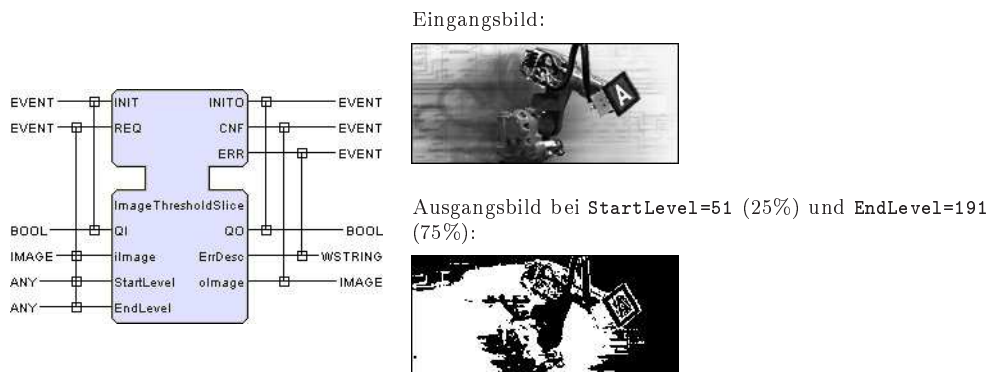 Eingangsbild:
EVENT INIT INITO EVENT
EVENT REQ CNF EVENT
ERR EVENT
A
ImageThresholdSlice
BOOL QI QO BOOL
IMAGE iImage ErrDesc WSTRING
ANY StartLevel oImage IMAGE
ANY EndLevel
Ausgangsbild bei StartLevel=51 (25%) und EndLevel=191
(75%):